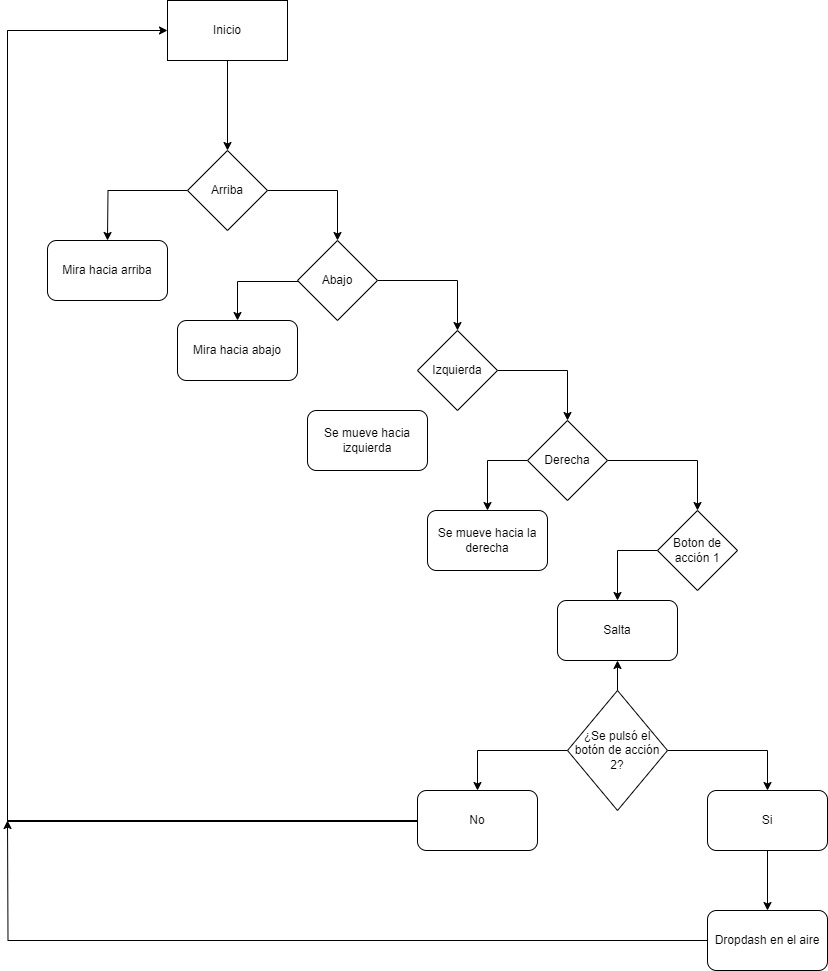 Inicio
Arriba
Mira hacia arriba
Abajo
Mira hacia abajo
Izquierda
Se mueve hacia
izquierda
Derecha
Se mueve hacia la
derecha
Boton de
acción 1
Salta
¿Se pulsó el
botón de acción
2?
No
Si
Dropdash en el aire